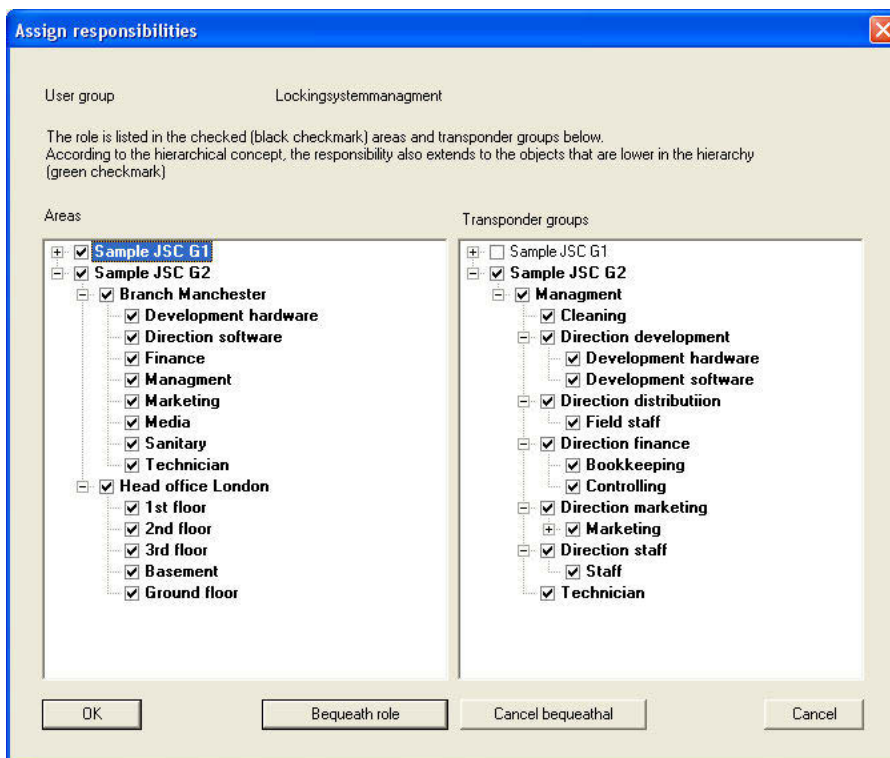 Assign responsibilities
User group Lockingsystemmanagment
The role is listed in the checked (black checkmark) areas and transponder groups below.
According to the hierarchical concept, the responsibility also extends to the objects that are lower in the hierarchy
(green checkmark)
Areas
Sample JSC G1
Sample JSC G2
Branch Manchester
Development hardware
Direction software
Finance
Managment
Marketing
Media
Sanitary
Technician
Head office London
1st floor
2nd floor
3rd floor
Basement
Ground floor
Transponder groups
Sample JSC G1
Sample JSC G2
Managment
Cleaning
Direction development
Development hardware
Development software
Direction distributiion
Field staff
Direction finance
Bookkeeping
Controlling
Direction marketing
Marketing
Direction staff
Staff
Technician
OK Bequeath role Cancel bequeathal Cancel